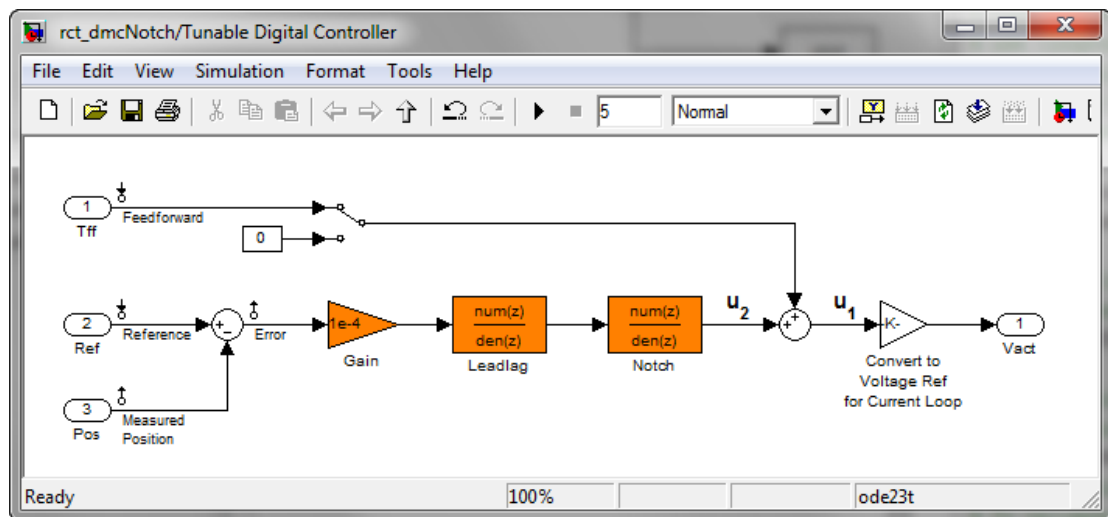 rct_dmcNotch/Tunable Digital Controller
File Edit View Simulation Format Tools Help
5 Normal
1
Tff
Feedforward
0
2
Ref
Reference
+
−
Error
1e-4
Gain
num(z)
den(z)
Leadlag
num(z)
den(z)
Notch
u2
+
+
u1
-K-
Convert to
Voltage Ref
for Current Loop
1
Vact
3
Pos
Measured
Position
Ready 100% ode23t